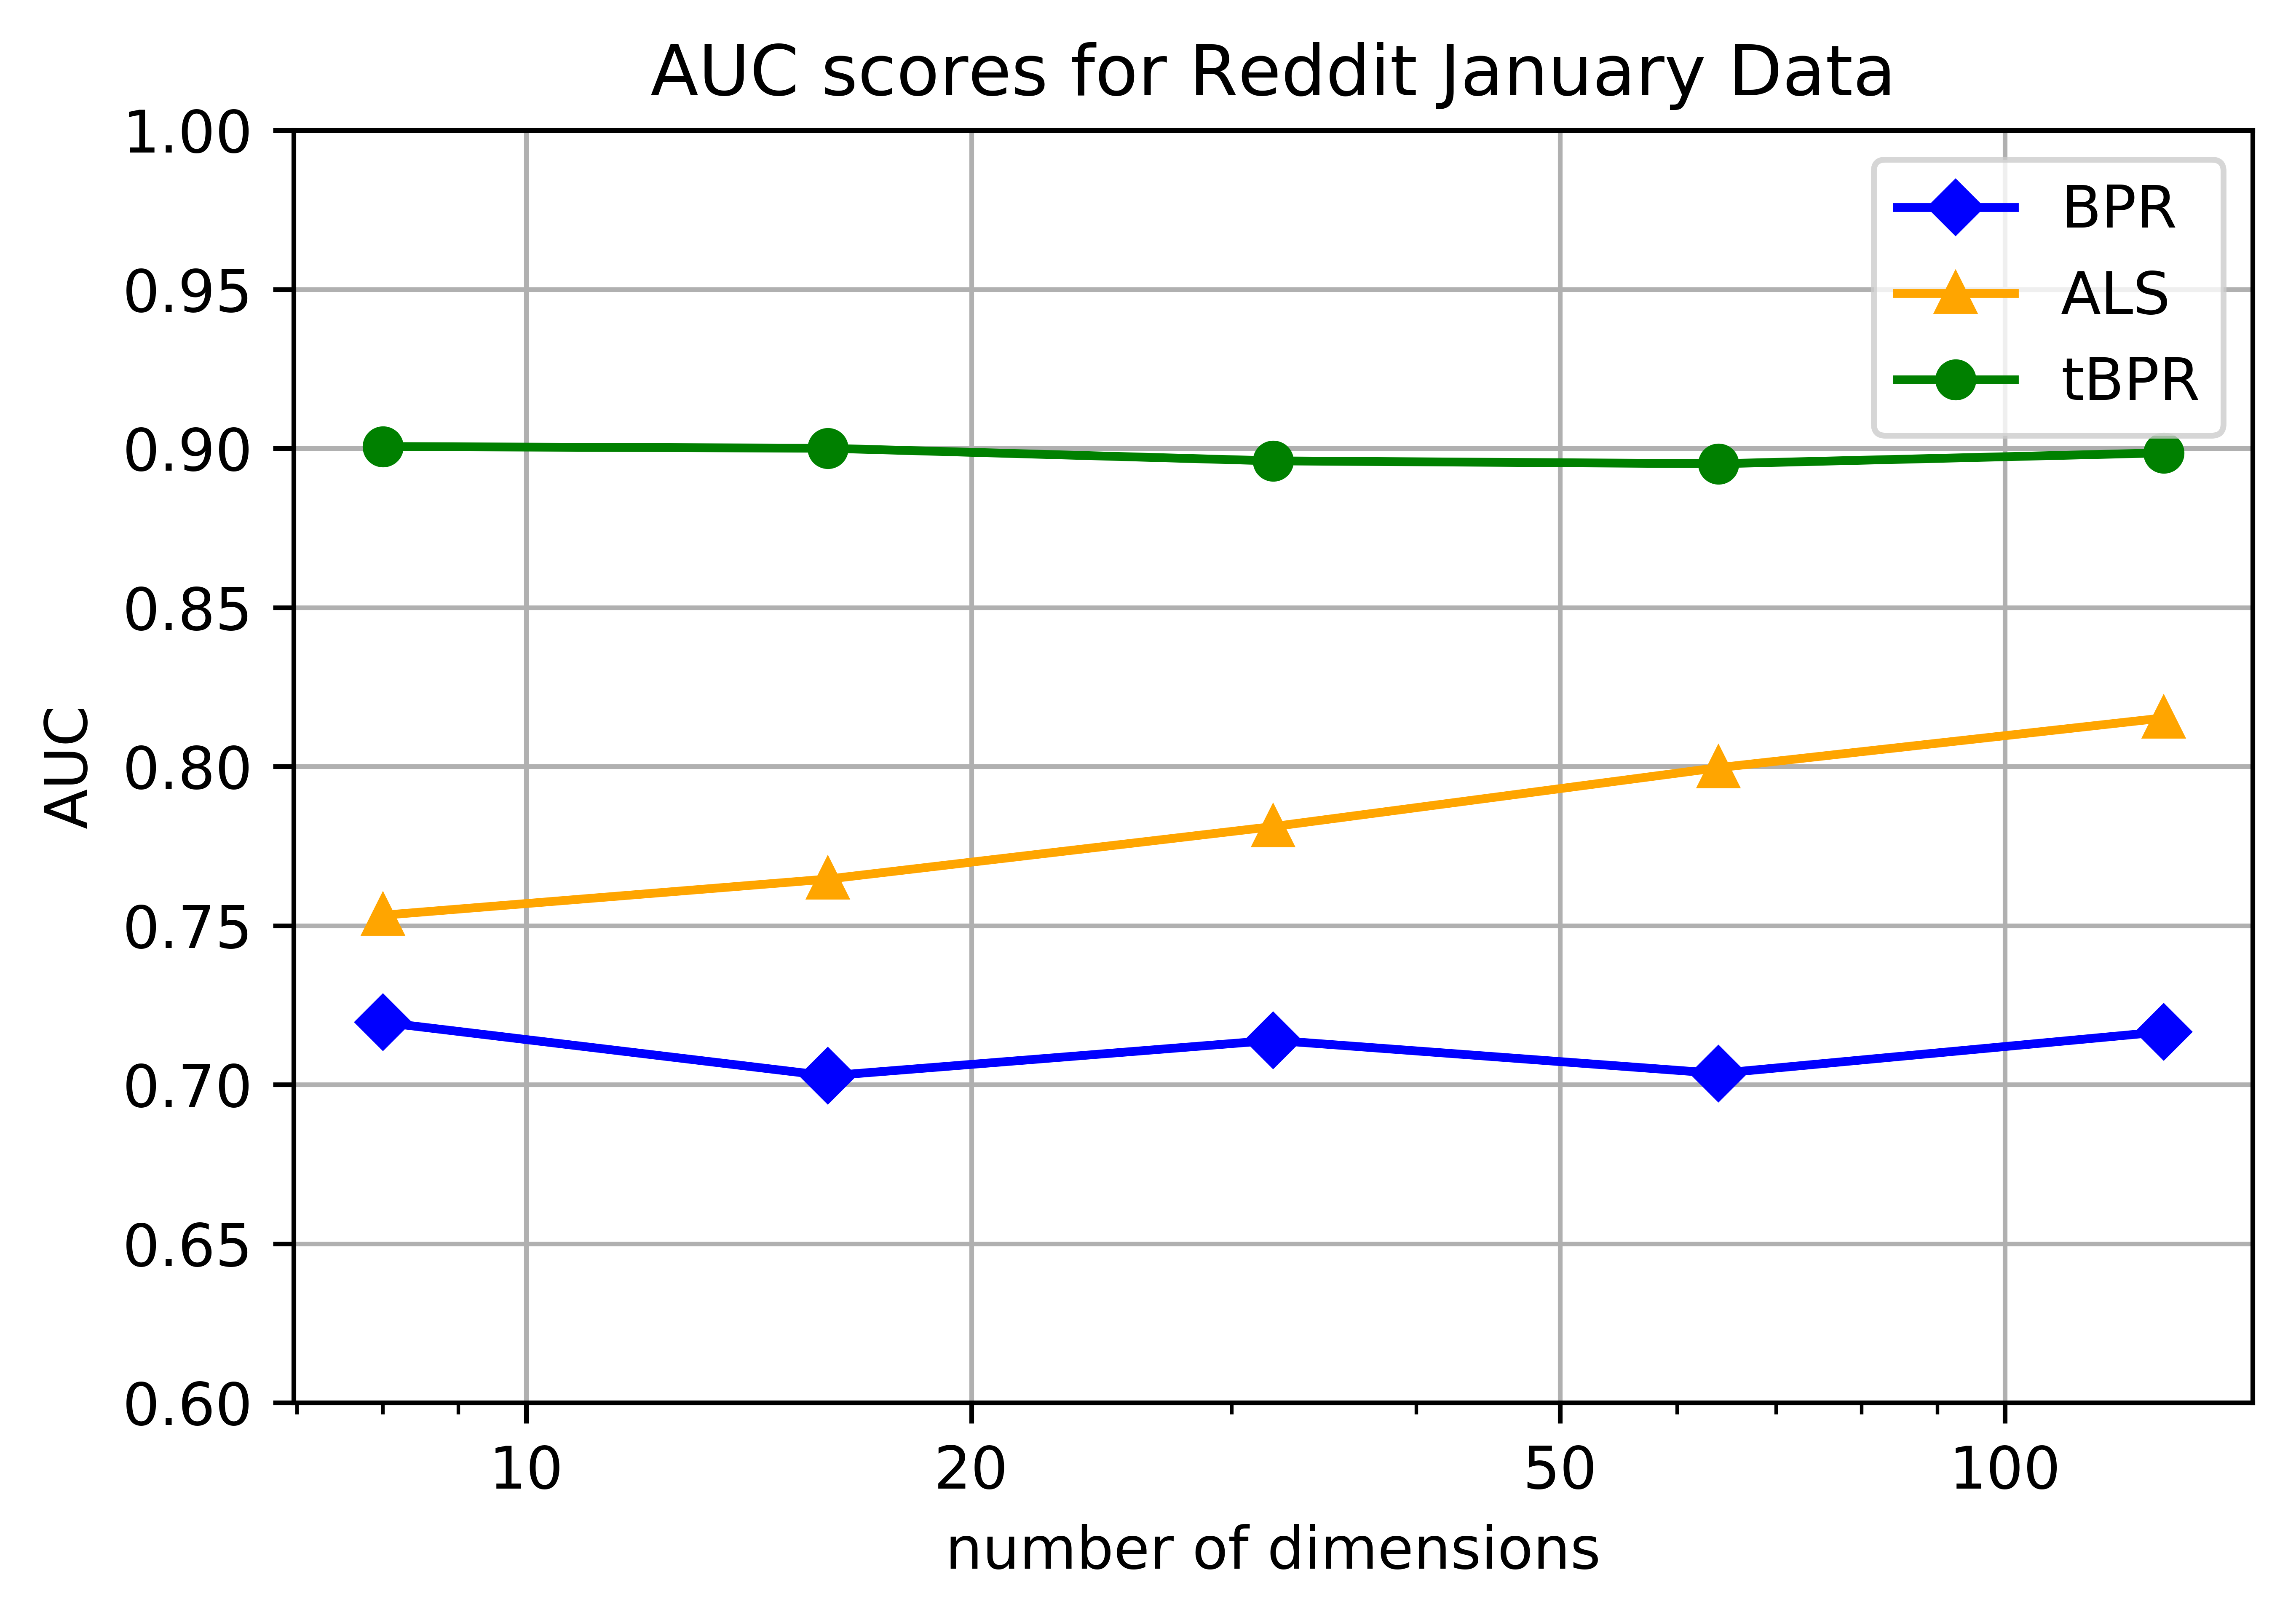 AUC scores for Reddit January Data
1.00
0.95
0.90
0.85
0.80
0.75
0.70
0.65
0.60
AUC
BPR
ALS
tBPR
10 20 50 100
number of dimensions